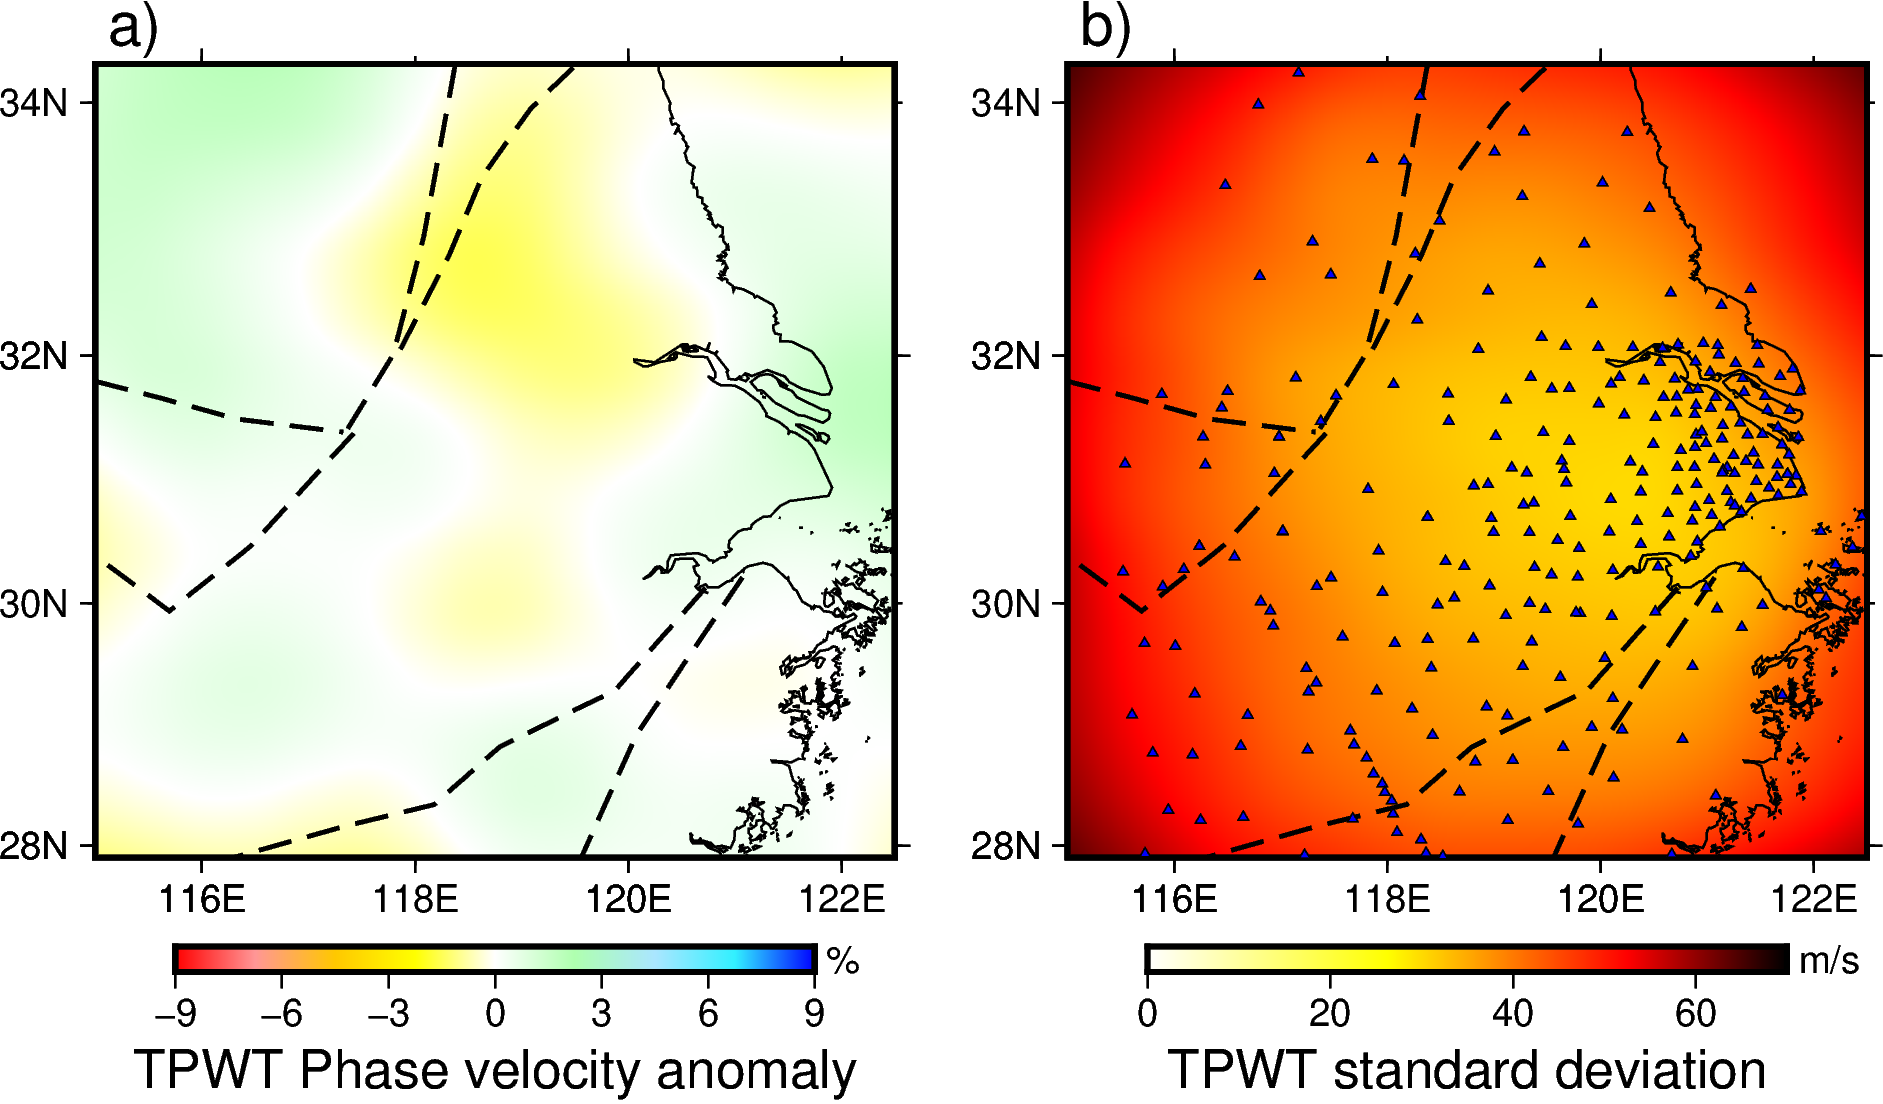 a)
34N
32N
30N
28N
116E 118E 120E 122E
%
−9 −6 −3 0 3 6 9
TPWT Phase velocity anomaly
b)
34N
32N
30N
28N
116E 118E 120E 122E
m/s
0 20 40 60
TPWT standard deviation